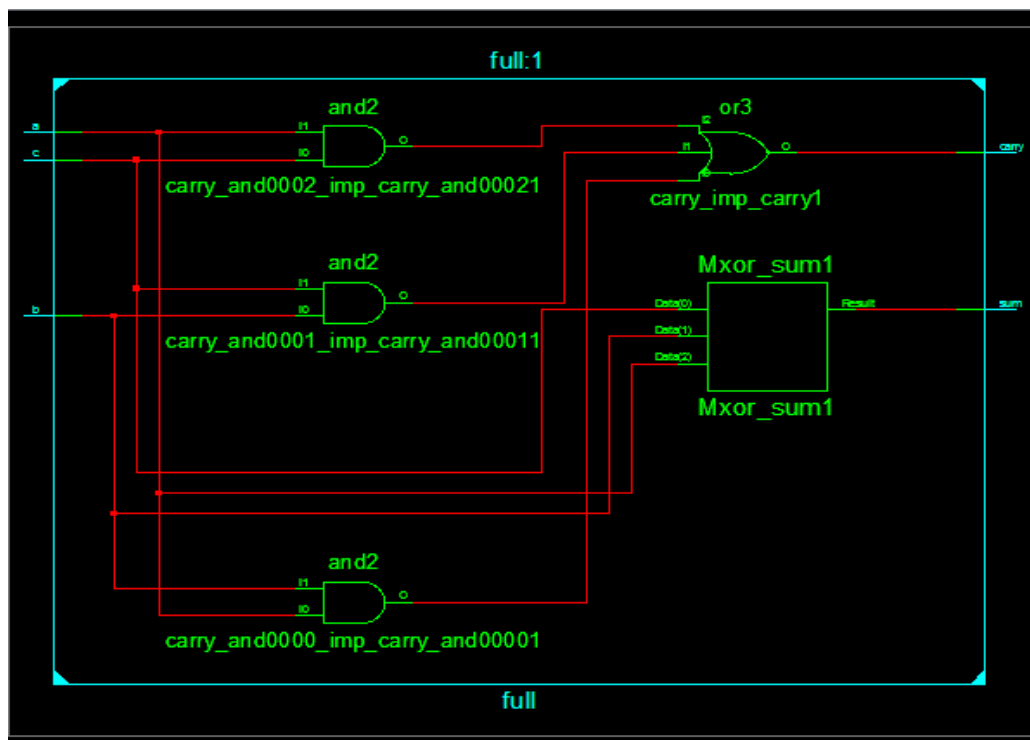 full:1
and2
or3
a
I1
O
I2
c
I0
I1
O
carry
I0
carry_and0002_imp_carry_and00021
carry_imp_carry1
and2
Mxor_sum1
I1
O
b
I0
Data(0)
Result
sum
carry_and0001_imp_carry_and00011
Data(1)
Data(2)
Mxor_sum1
and2
I1
O
I0
carry_and0000_imp_carry_and00001
full